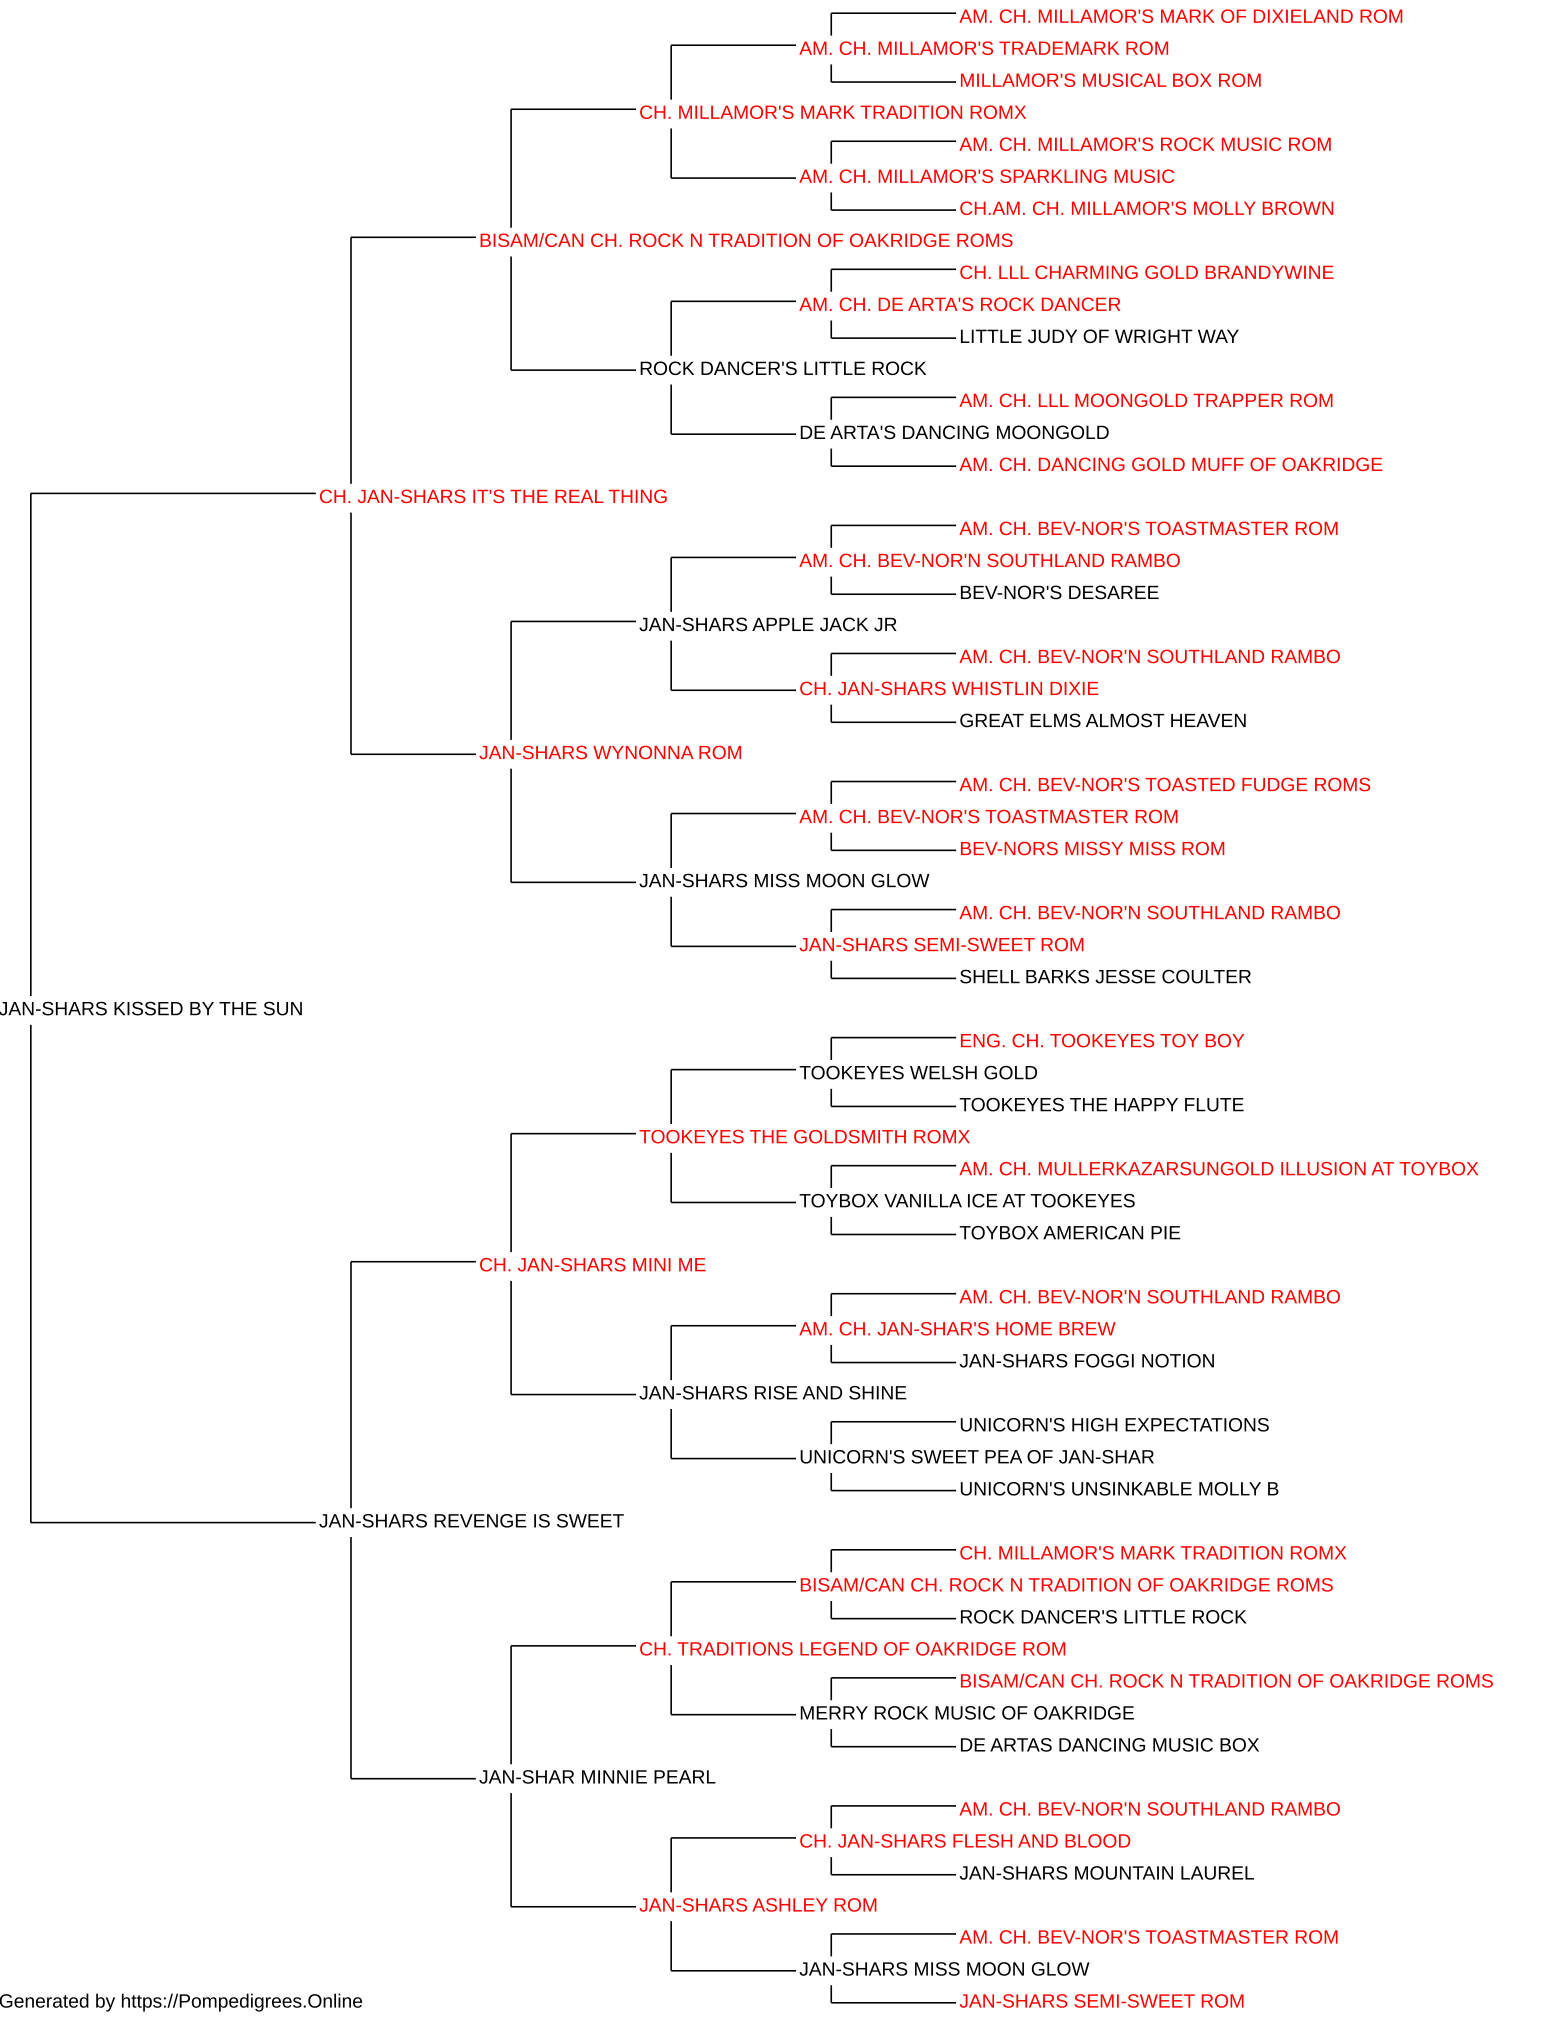 AM. CH. MILLAMOR'S MARK OF DIXIELAND ROM
AM. CH. MILLAMOR'S TRADEMARK ROM
MILLAMOR'S MUSICAL BOX ROM
CH. MILLAMOR'S MARK TRADITION ROMX
AM. CH. MILLAMOR'S ROCK MUSIC ROM
AM. CH. MILLAMOR'S SPARKLING MUSIC
CH.AM. CH. MILLAMOR'S MOLLY BROWN
BISAM/CAN CH. ROCK N TRADITION OF OAKRIDGE ROMS
CH. LLL CHARMING GOLD BRANDYWINE
AM. CH. DE ARTA'S ROCK DANCER
LITTLE JUDY OF WRIGHT WAY
ROCK DANCER'S LITTLE ROCK
AM. CH. LLL MOONGOLD TRAPPER ROM
DE ARTA'S DANCING MOONGOLD
AM. CH. DANCING GOLD MUFF OF OAKRIDGE
CH. JAN-SHARS IT'S THE REAL THING
AM. CH. BEV-NOR'S TOASTMASTER ROM
AM. CH. BEV-NOR'N SOUTHLAND RAMBO
BEV-NOR'S DESAREE
JAN-SHARS APPLE JACK JR
AM. CH. BEV-NOR'N SOUTHLAND RAMBO
CH. JAN-SHARS WHISTLIN DIXIE
GREAT ELMS ALMOST HEAVEN
JAN-SHARS WYNONNA ROM
AM. CH. BEV-NOR'S TOASTED FUDGE ROMS
AM. CH. BEV-NOR'S TOASTMASTER ROM
BEV-NORS MISSY MISS ROM
JAN-SHARS MISS MOON GLOW
AM. CH. BEV-NOR'N SOUTHLAND RAMBO
JAN-SHARS SEMI-SWEET ROM
SHELL BARKS JESSE COULTER
JAN-SHARS KISSED BY THE SUN
ENG. CH. TOOKEYES TOY BOY
TOOKEYES WELSH GOLD
TOOKEYES THE HAPPY FLUTE
TOOKEYES THE GOLDSMITH ROMX
AM. CH. MULLERKAZARSUNGOLD ILLUSION AT TOYBOX
TOYBOX VANILLA ICE AT TOOKEYES
TOYBOX AMERICAN PIE
CH. JAN-SHARS MINI ME
AM. CH. BEV-NOR'N SOUTHLAND RAMBO
AM. CH. JAN-SHAR'S HOME BREW
JAN-SHARS FOGGI NOTION
JAN-SHARS RISE AND SHINE
UNICORN'S HIGH EXPECTATIONS
UNICORN'S SWEET PEA OF JAN-SHAR
UNICORN'S UNSINKABLE MOLLY B
JAN-SHARS REVENGE IS SWEET
CH. MILLAMOR'S MARK TRADITION ROMX
BISAM/CAN CH. ROCK N TRADITION OF OAKRIDGE ROMS
ROCK DANCER'S LITTLE ROCK
CH. TRADITIONS LEGEND OF OAKRIDGE ROM
BISAM/CAN CH. ROCK N TRADITION OF OAKRIDGE ROMS
MERRY ROCK MUSIC OF OAKRIDGE
DE ARTAS DANCING MUSIC BOX
JAN-SHAR MINNIE PEARL
AM. CH. BEV-NOR'N SOUTHLAND RAMBO
CH. JAN-SHARS FLESH AND BLOOD
JAN-SHARS MOUNTAIN LAUREL
JAN-SHARS ASHLEY ROM
AM. CH. BEV-NOR'S TOASTMASTER ROM
JAN-SHARS MISS MOON GLOW
JAN-SHARS SEMI-SWEET ROM
Generated by https://Pompedigrees.Online